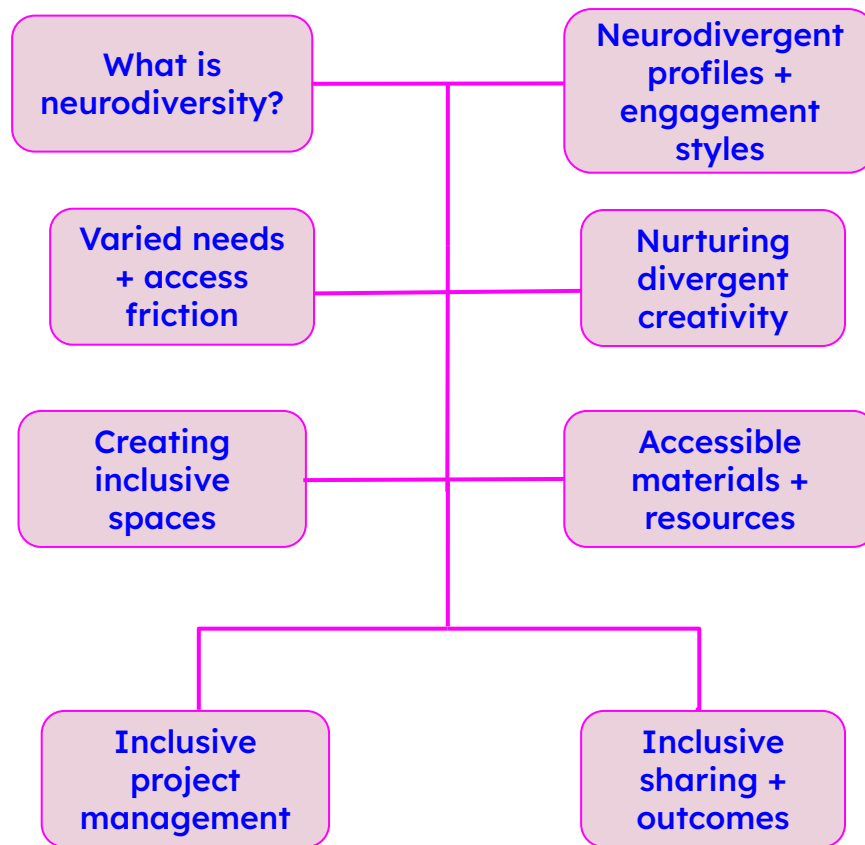 What is
neurodiversity?
Neurodivergent
profiles +
engagement
styles
Varied needs
+ access
friction
Nurturing
divergent
creativity
Creating
inclusive
spaces
Accessible
materials +
resources
Inclusive
project
management
Inclusive
sharing +
outcomes